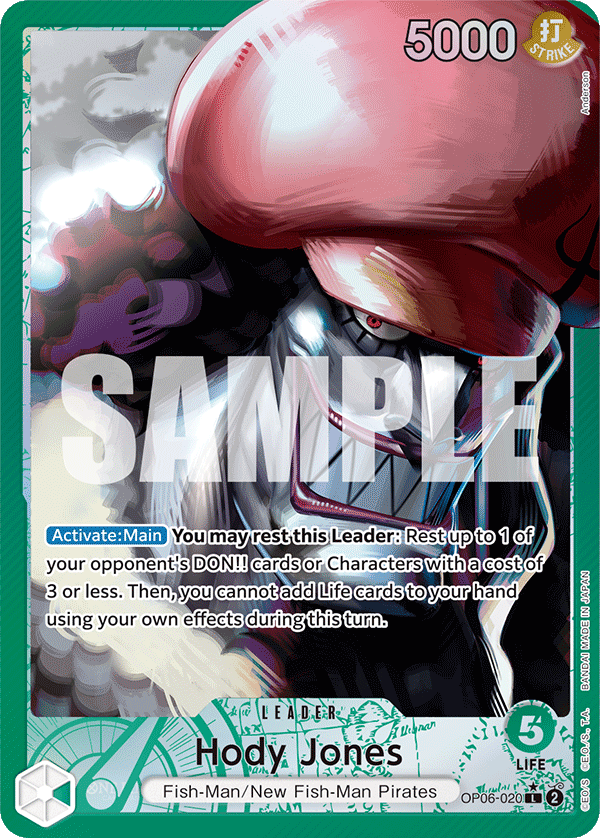 5000
打
STRIKE
Anderson
SAMPLE
Activate:Main You may rest this Leader: Rest up to 1 of
your opponent's DON!! cards or Characters with a cost of
3 or less. Then, you cannot add Life cards to your hand
using your own effects during this turn.
LEADER
Hody Jones
Fish-Man/New Fish-Man Pirates
5
LIFE
OP06-020 L 2
©E.O./S., T.A. BANDAI MADE IN JAPAN